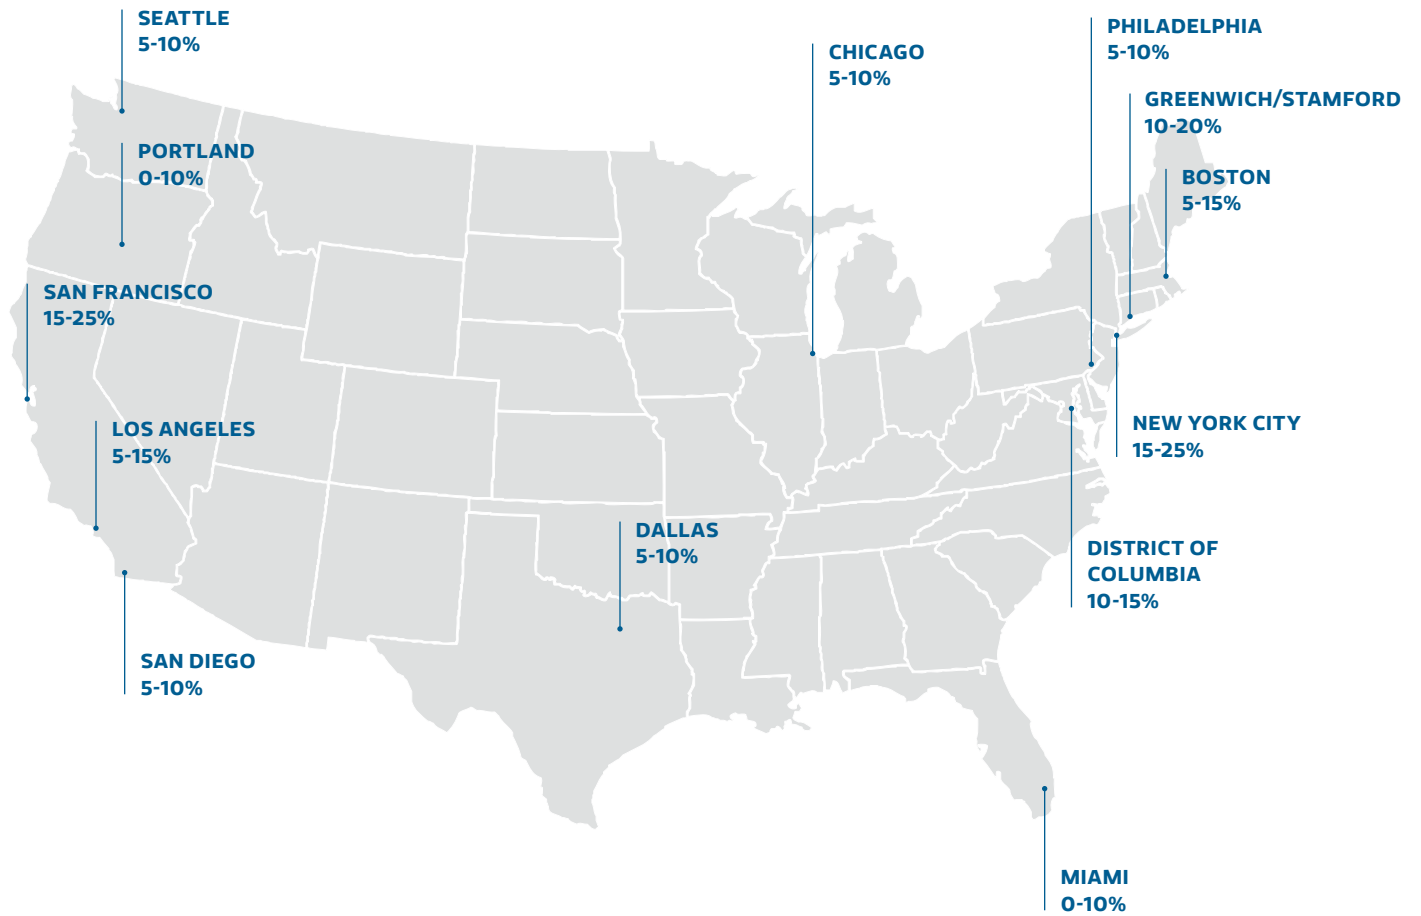 SEATTLE
5-10%
PORTLAND
0-10%
SAN FRANCISCO
15-25%
LOS ANGELES
5-15%
SAN DIEGO
5-10%
CHICAGO
5-10%
DALLAS
5-10%
PHILADELPHIA
5-10%
GREENWICH/STAMFORD
10-20%
BOSTON
5-15%
NEW YORK CITY
15-25%
DISTRICT OF
COLUMBIA
10-15%
MIAMI
0-10%